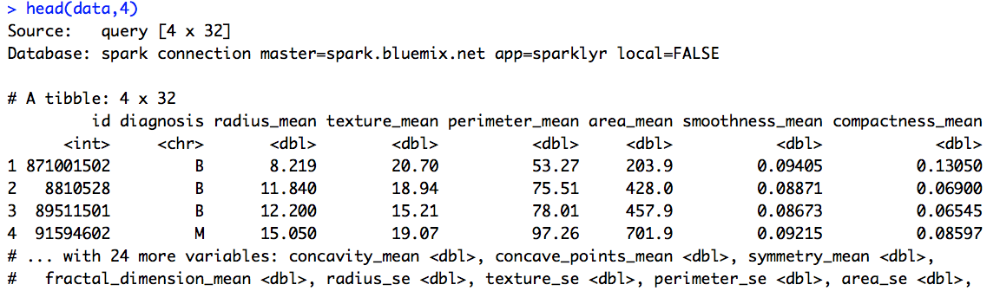 > head(data,4)
Source:   query [4 x 32]
Database: spark connection master=spark.bluemix.net app=sparklyr local=FALSE
# A tibble: 4 x 32
         id diagnosis radius_mean texture_mean perimeter_mean area_mean smoothness_mean compactness_mean
      <int>     <chr>       <dbl>        <dbl>          <dbl>     <dbl>           <dbl>            <dbl>
1 871001502         B       8.219        20.70          53.27     203.9         0.09405          0.13050
2   8810528         B      11.840        18.94          75.51     428.0         0.08871          0.06900
3  89511501         B      12.200        15.21          78.01     457.9         0.08673          0.06545
4  91594602         M      15.050        19.07          97.26     701.9         0.09215          0.08597
# ... with 24 more variables: concavity_mean <dbl>, concave_points_mean <dbl>, symmetry_mean <dbl>,
#   fractal_dimension_mean <dbl>, radius_se <dbl>, texture_se <dbl>, perimeter_se <dbl>, area_se <dbl>,